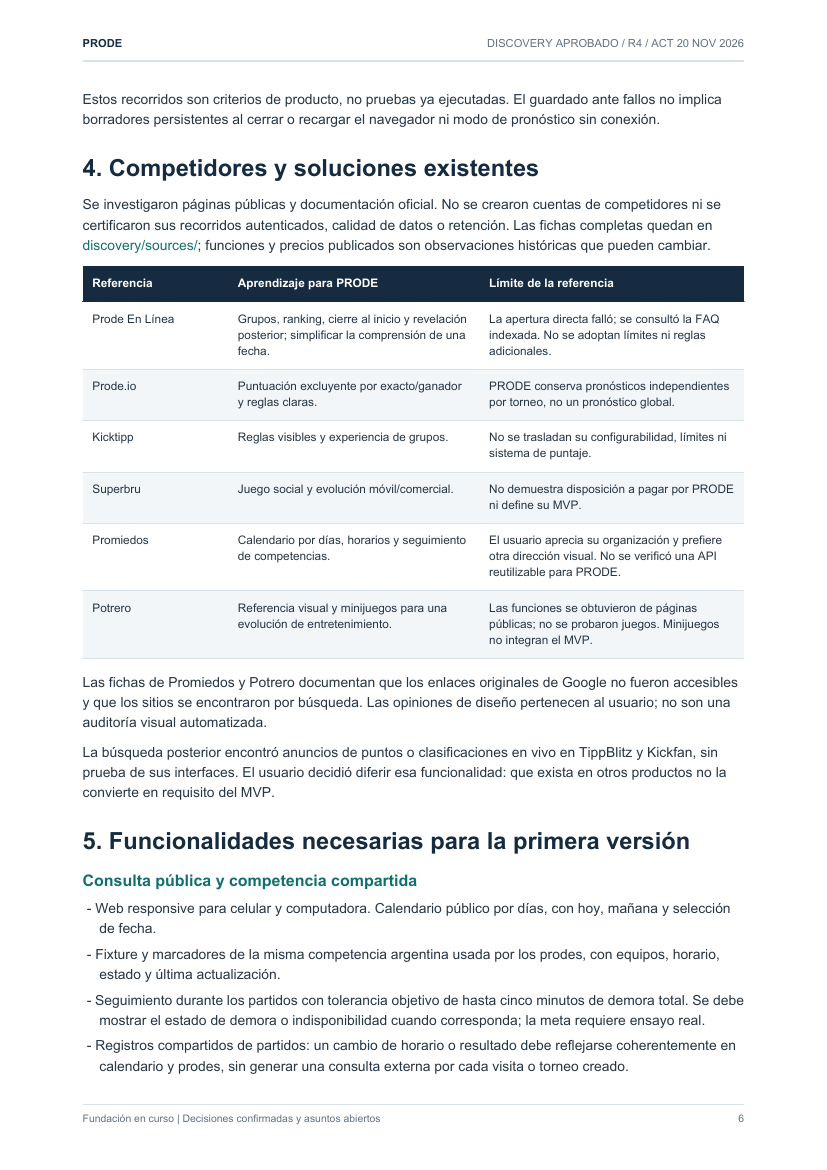 PRODE
DISCOVERY APROBADO / R4 / ACT 20 NOV 2026
Estos recorridos son criterios de producto, no pruebas ya ejecutadas. El guardado ante fallos no implica
borradores persistentes al cerrar o recargar el navegador ni modo de pronóstico sin conexión.
4. Competidores y soluciones existentes
Se investigaron páginas públicas y documentación oficial. No se crearon cuentas de competidores ni se
certificaron sus recorridos autenticados, calidad de datos o retención. Las fichas completas quedan en
discovery/sources/; funciones y precios publicados son observaciones históricas que pueden cambiar.
Referencia
Aprendizaje para PRODE
Límite de la referencia
Prode En Línea
Grupos, ranking, cierre al inicio y revelación
posterior; simplificar la comprensión de una
fecha.
La apertura directa falló; se consultó la FAQ
indexada. No se adoptan límites ni reglas
adicionales.
Prode.io
Puntuación excluyente por exacto/ganador
y reglas claras.
PRODE conserva pronósticos independientes
por torneo, no un pronóstico global.
Kicktipp
Reglas visibles y experiencia de grupos.
No se trasladan su configurabilidad, límites ni
sistema de puntaje.
Superbru
Juego social y evolución móvil/comercial.
No demuestra disposición a pagar por PRODE
ni define su MVP.
Promiedos
Calendario por días, horarios y seguimiento
de competencias.
El usuario aprecia su organización y prefiere
otra dirección visual. No se verificó una API
reutilizable para PRODE.
Potrero
Referencia visual y minijuegos para una
evolución de entretenimiento.
Las funciones se obtuvieron de páginas
públicas; no se probaron juegos. Minijuegos
no integran el MVP.
Las fichas de Promiedos y Potrero documentan que los enlaces originales de Google no fueron accesibles
y que los sitios se encontraron por búsqueda. Las opiniones de diseño pertenecen al usuario; no son una
auditoría visual automatizada.
La búsqueda posterior encontró anuncios de puntos o clasificaciones en vivo en TippBlitz y Kickfan, sin
prueba de sus interfaces. El usuario decidió diferir esa funcionalidad: que exista en otros productos no la
convierte en requisito del MVP.
5. Funcionalidades necesarias para la primera versión
Consulta pública y competencia compartida
- Web responsive para celular y computadora. Calendario público por días, con hoy, mañana y selección
de fecha.
- Fixture y marcadores de la misma competencia argentina usada por los prodes, con equipos, horario,
estado y última actualización.
- Seguimiento durante los partidos con tolerancia objetivo de hasta cinco minutos de demora total. Se debe
mostrar el estado de demora o indisponibilidad cuando corresponda; la meta requiere ensayo real.
- Registros compartidos de partidos: un cambio de horario o resultado debe reflejarse coherentemente en
calendario y prodes, sin generar una consulta externa por cada visita o torneo creado.
Fundación en curso | Decisiones confirmadas y asuntos abiertos
6